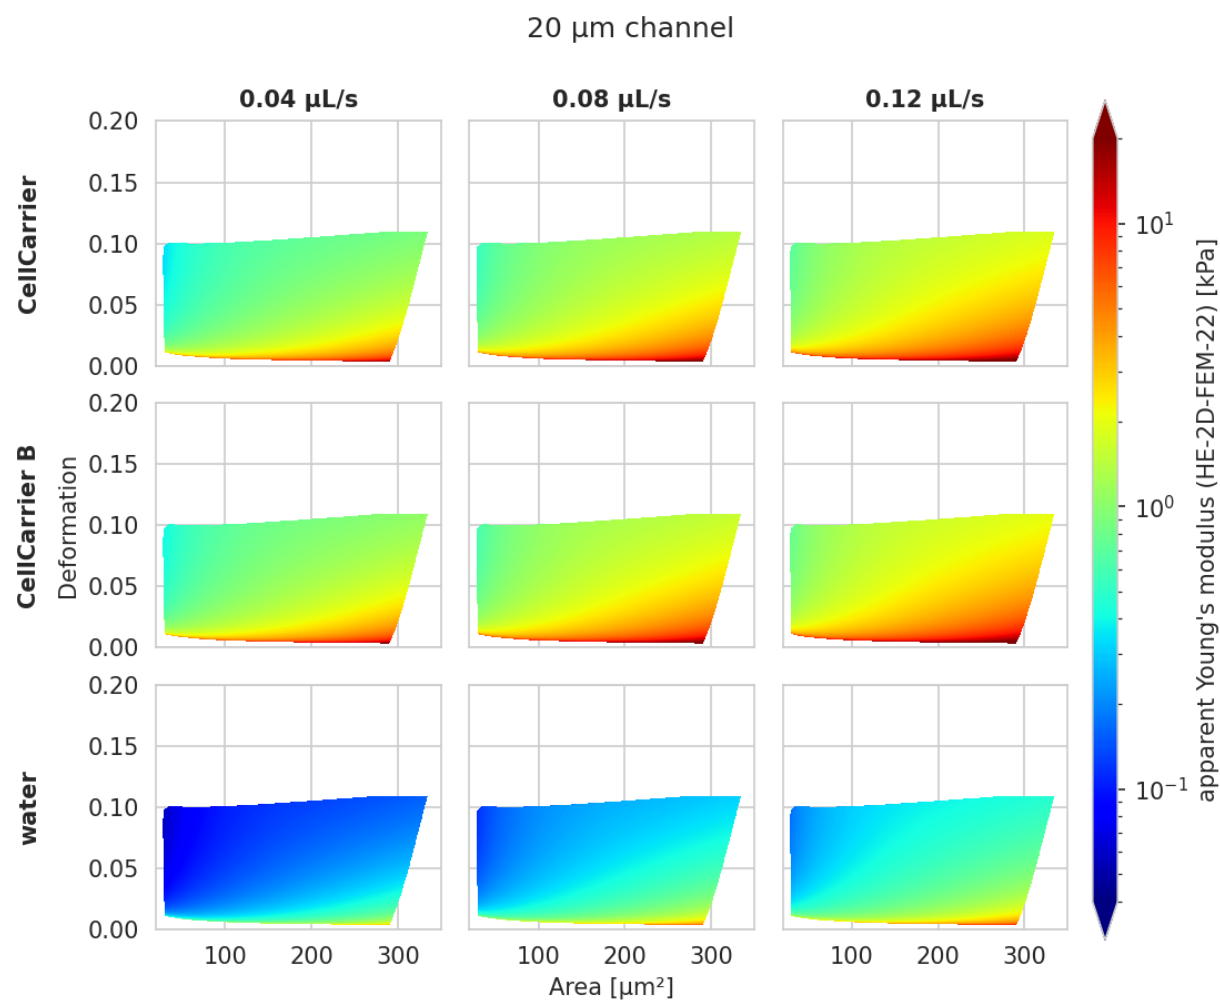 20 µm channel
0.04 µL/s
0.08 µL/s
0.12 µL/s
CellCarrier
0.20
0.15
0.10
0.05
0.00
CellCarrier B
Deformation
0.20
0.15
0.10
0.05
0.00
water
0.20
0.15
0.10
0.05
0.00
100
200
300
100
200
300
100
200
300
Area [µm²]
10¹
10⁰
10⁻¹
apparent Young's modulus (HE-2D-FEM-22) [kPa]